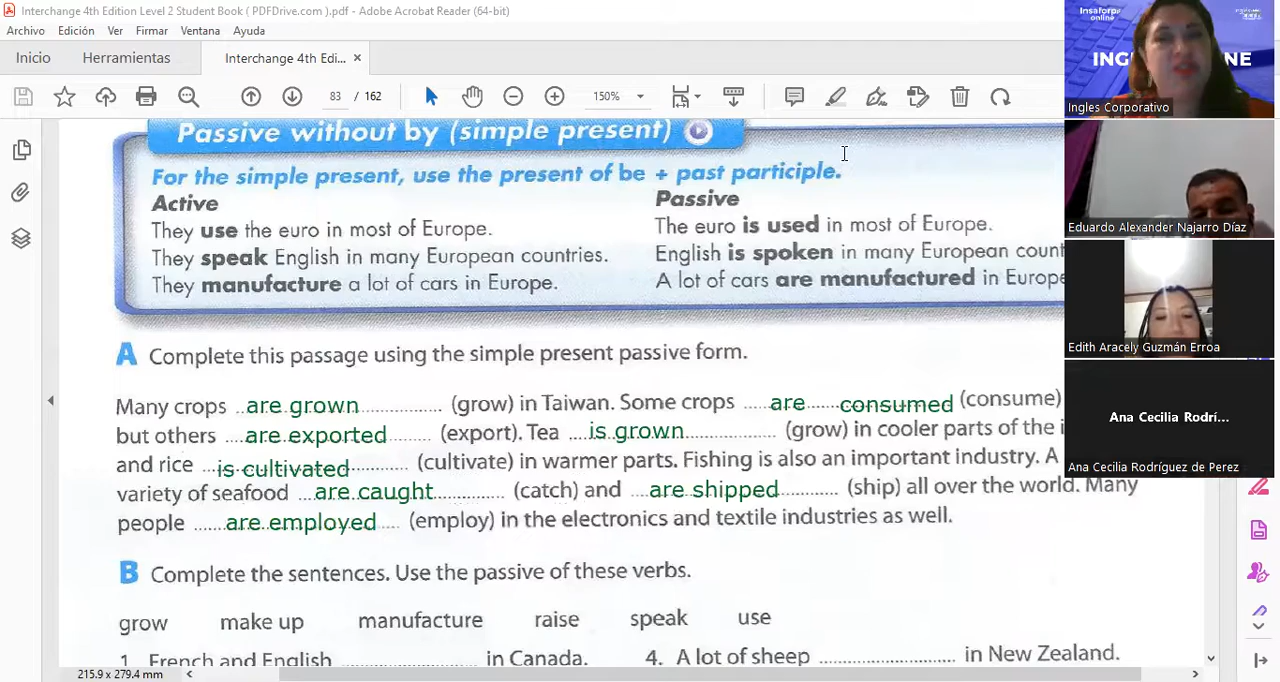 Interchange 4th Edition Level 2 Student Book ( PDFDrive.com ).pdf - Adobe Acrobat Reader (64-bit)
Archivo Edición Ver Firmar Ventana Ayuda
Inicio Herramientas Interchange 4th Edi... ×
83 / 162 150%
Passive without by (simple present)
For the simple present, use the present of be + past participle.
Active Passive
They use the euro in most of Europe. The euro is used in most of Europe.
They speak English in many European countries. English is spoken in many European count
They manufacture a lot of cars in Europe. A lot of cars are manufactured in Europe
A Complete this passage using the simple present passive form.
Many crops are grown (grow) in Taiwan. Some crops are consumed (consume)
but others are exported (export). Tea is grown (grow) in cooler parts of the i
and rice is cultivated (cultivate) in warmer parts. Fishing is also an important industry. A
variety of seafood are caught (catch) and are shipped (ship) all over the world. Many
people are employed (employ) in the electronics and textile industries as well.
B Complete the sentences. Use the passive of these verbs.
grow make up manufacture raise speak use
1. French and English .................... in Canada. 4. A lot of sheep .................... in New Zealand.
215.9 x 279.4 mm
Insaforp
online
INGL NE
Ingles Corporativo
Eduardo Alexander Najarro Díaz
Edith Aracely Guzmán Erroa
Ana Cecilia Rodrí...
Ana Cecilia Rodríguez de Perez